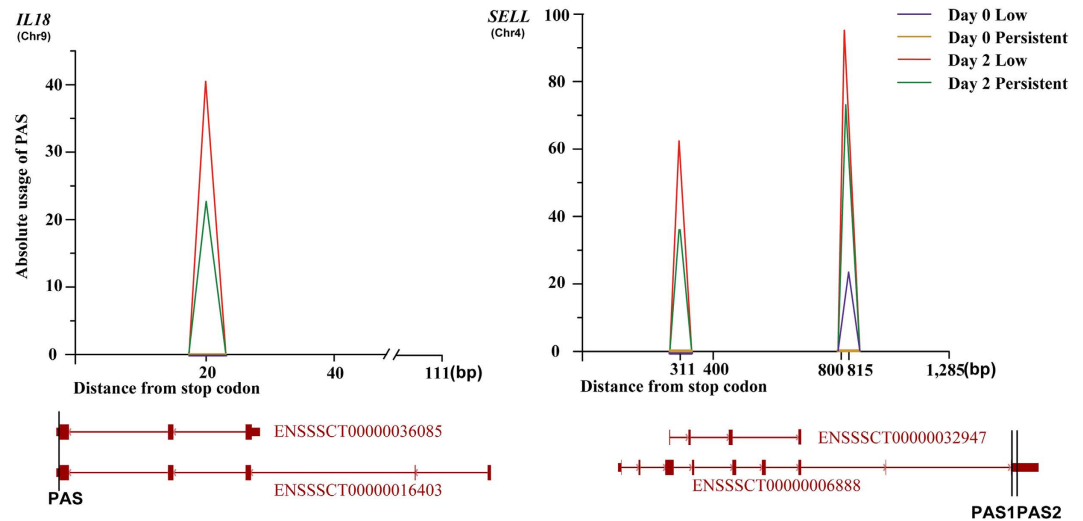 IL18
(Chr9)
Absolute usage of PAS
40
30
20
10
0
20
40
111(bp)
Distance from stop codon
ENSSSCT00000036085
ENSSSCT00000016403
PAS
SELL
(Chr4)
100
80
60
40
20
0
311
400
800
815
1,285(bp)
Distance from stop codon
Day 0 Low
Day 0 Persistent
Day 2 Low
Day 2 Persistent
ENSSSCT00000032947
ENSSSCT00000006888
PAS1PAS2